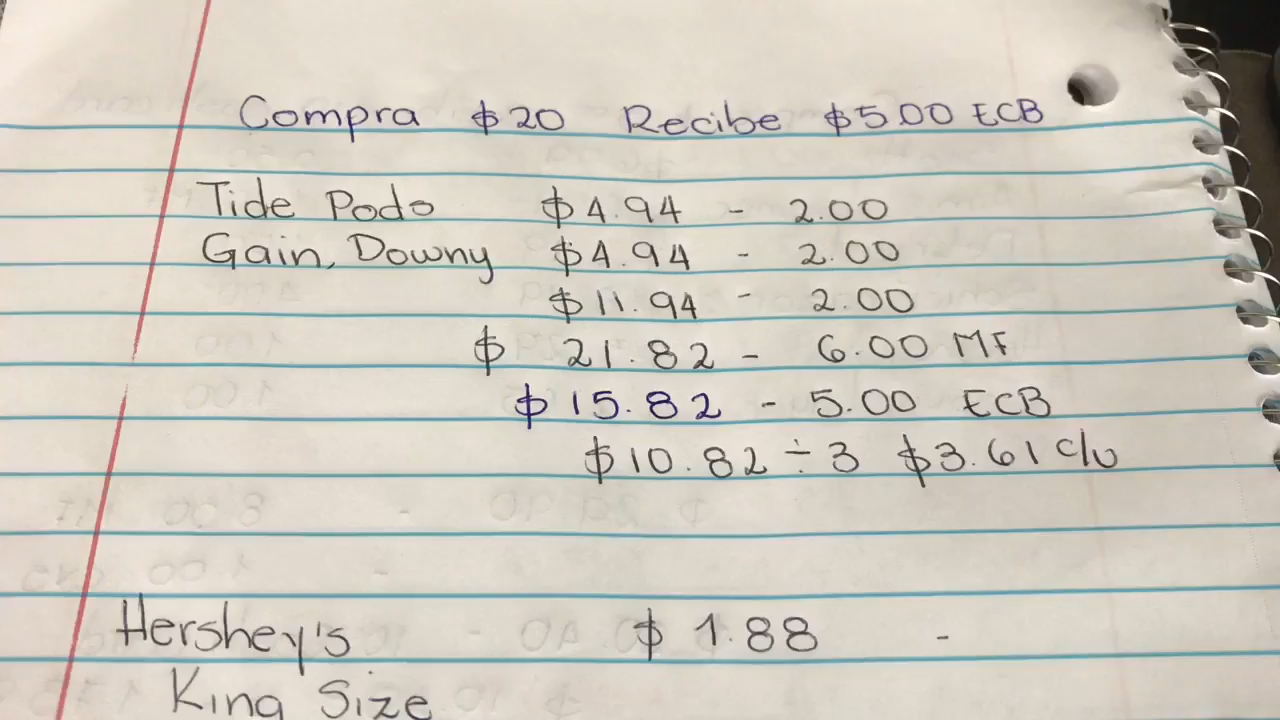 Compra $20 Recibe $5.00 ECB
Tide Pods $4.94 - 2.00
Gain, Downy $4.94 - 2.00
$11.94 - 2.00
$ 21.82 - 6.00 MF
$15.82 - 5.00 ECB
$10.82 ÷ 3 $3.61 c/u
Hershey's $1.88 -
King Size